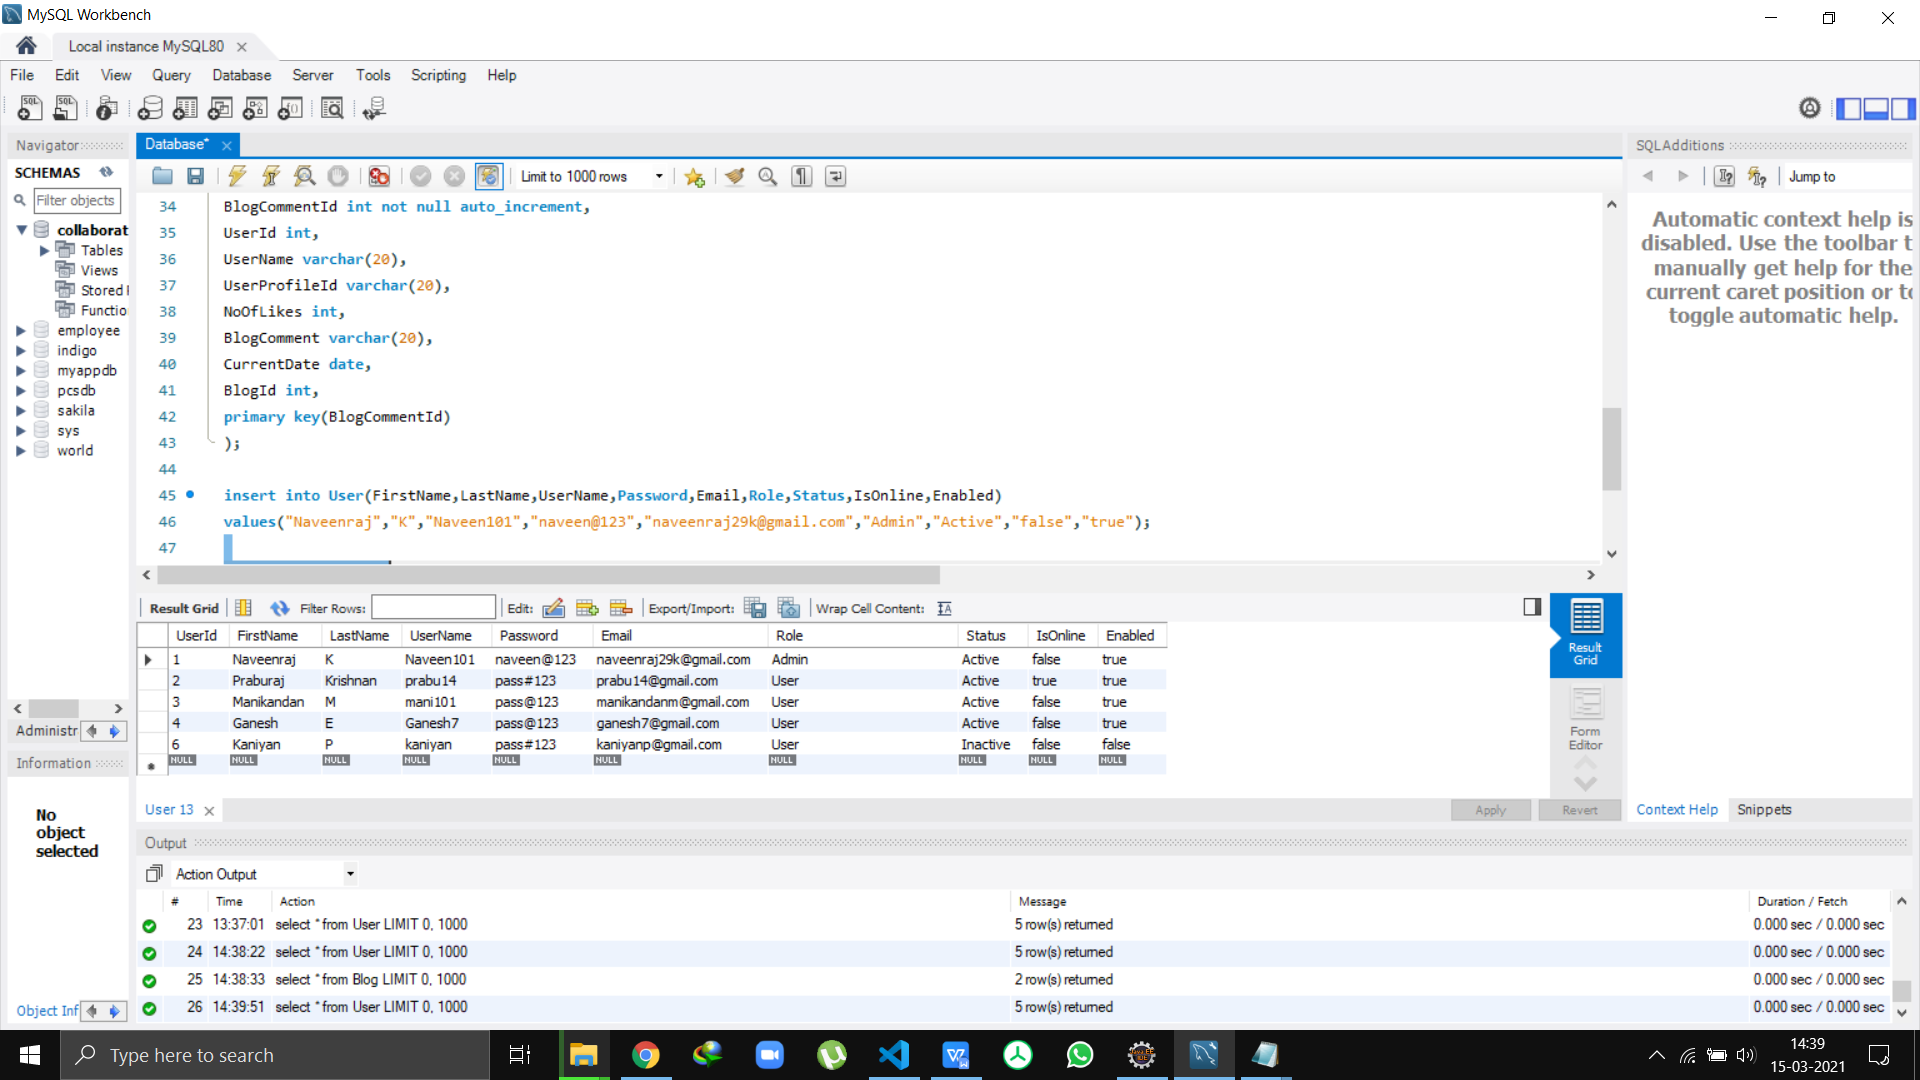 MySQL Workbench
Local instance MySQL80
File Edit View Query Database Server Tools Scripting Help
Navigator
SCHEMAS
Filter objects
collaborat
Tables
Views
Stored
Functio
employee
indigo
myappdb
pcsdb
sakila
sys
world
Administr
Information
No
object
selected
Object Inf
Database*
Limit to 1000 rows
34 BlogCommentId int not null auto_increment,
35 UserId int,
36 UserName varchar(20),
37 UserProfileId varchar(20),
38 NoOfLikes int,
39 BlogComment varchar(20),
40 CurrentDate date,
41 BlogId int,
42 primary key(BlogCommentId)
43 );
44
45 insert into User(FirstName,LastName,UserName,Password,Email,Role,Status,IsOnline,Enabled)
46 values("Naveenraj","K","Naveen101","naveen@123","naveenraj29k@gmail.com","Admin","Active","false","true");
47
Result Grid Filter Rows: Edit: Export/Import: Wrap Cell Content:
UserId FirstName LastName UserName Password Email Role Status IsOnline Enabled
1 Naveenraj K Naveen101 naveen@123 naveenraj29k@gmail.com Admin Active false true
2 Praburaj Krishnan prabu14 pass#123 prabu14@gmail.com User Active true true
3 Manikandan M mani101 pass@123 manikandanm@gmail.com User Active false true
4 Ganesh E Ganesh7 pass@123 ganesh7@gmail.com User Active false true
6 Kaniyan P kaniyan pass#123 kaniyanp@gmail.com User Inactive false false
NULL NULL NULL NULL NULL NULL NULL NULL NULL NULL
Result
Grid
Form
Editor
User 13
Apply Revert
SQLAdditions
Jump to
Automatic context help is
disabled. Use the toolbar t
manually get help for the
current caret position or to
toggle automatic help.
Context Help Snippets
Output
Action Output
# Time Action Message Duration / Fetch
23 13:37:01 select * from User LIMIT 0, 1000 5 row(s) returned 0.000 sec / 0.000 sec
24 14:38:22 select * from User LIMIT 0, 1000 5 row(s) returned 0.000 sec / 0.000 sec
25 14:38:33 select * from Blog LIMIT 0, 1000 2 row(s) returned 0.000 sec / 0.000 sec
26 14:39:51 select * from User LIMIT 0, 1000 5 row(s) returned 0.000 sec / 0.000 sec
Type here to search
14:39
15-03-2021